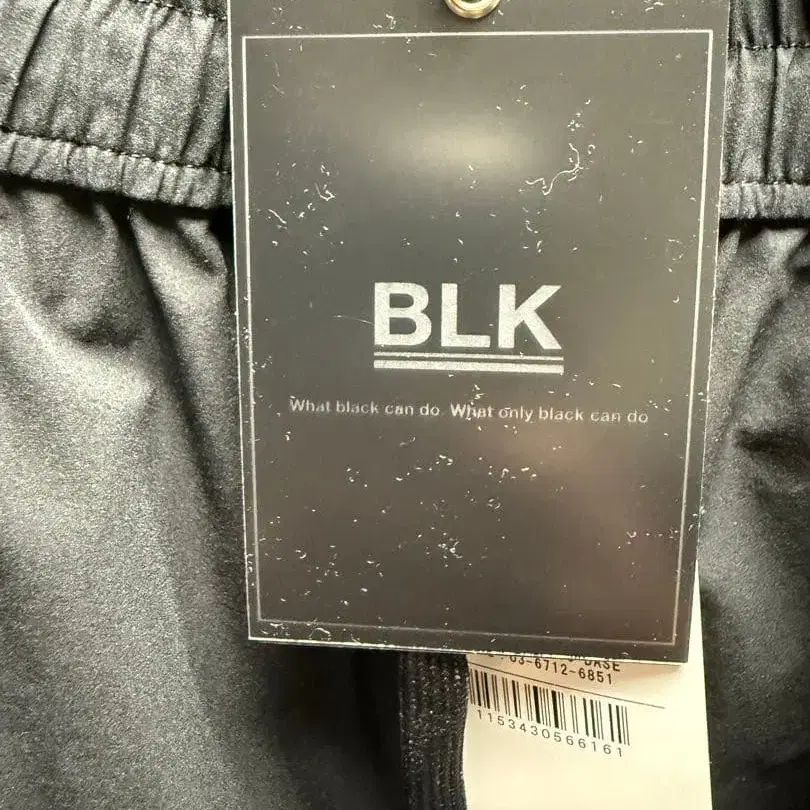 BLK
What black can do What only black can do
03-6712-6851
1153430566161